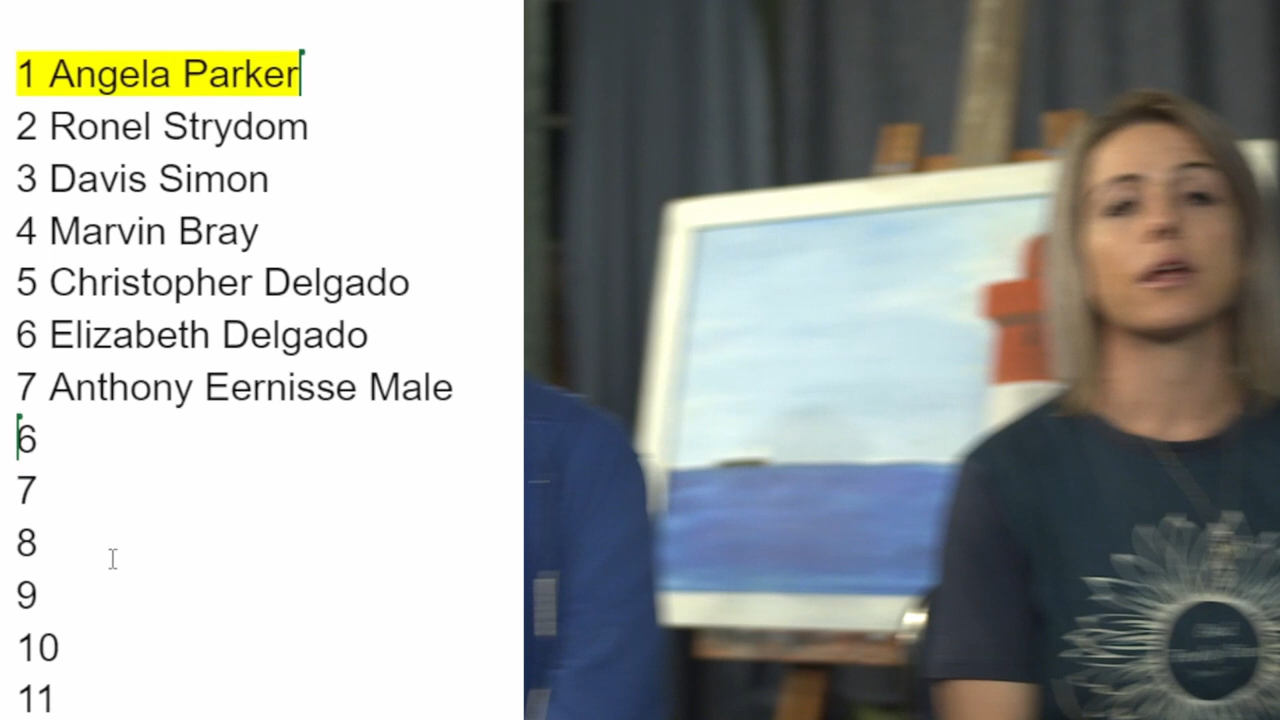 1 Angela Parker
2 Ronel Strydom
3 Davis Simon
4 Marvin Bray
5 Christopher Delgado
6 Elizabeth Delgado
7 Anthony Eernisse Male
6
7
8
9
10
11